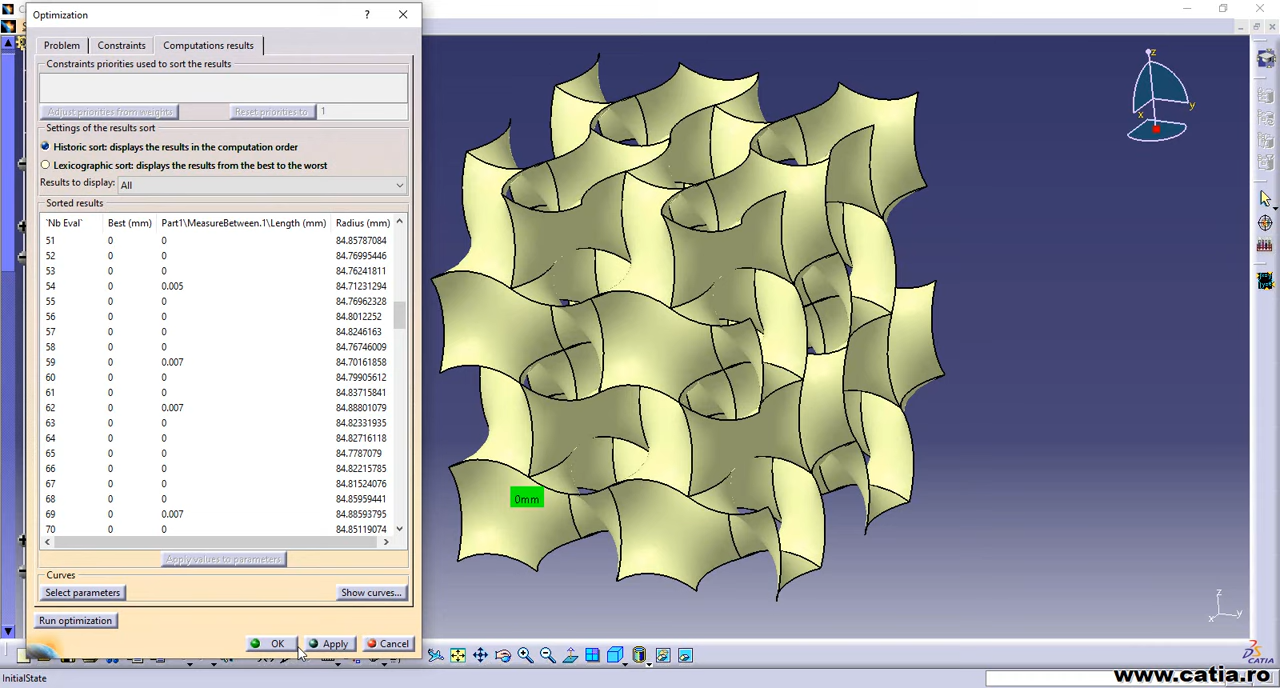 Optimization ?
Problem Constraints Computations results
Constraints priorities used to sort the results
Adjust priorities from weights Reset priorities to 1
Settings of the results sort
Historic sort: displays the results in the computation order
Lexicographic sort: displays the results from the best to the worst
Results to display: All
Sorted results
`Nb Eval` Best (mm) Part1\MeasureBetween.1\Length (mm) Radius (mm)
51 0 0 84.85787084
52 0 0 84.76995446
53 0 0 84.76241811
54 0 0.005 84.71231294
55 0 0 84.76962328
56 0 0 84.8012252
57 0 0 84.8246163
58 0 0 84.76746009
59 0 0.007 84.70161858
60 0 0 84.79905612
61 0 0 84.83715841
62 0 0.007 84.88801079
63 0 0 84.82331935
64 0 0 84.82716118
65 0 0 84.7787079
66 0 0 84.82215785
67 0 0 84.81524076
68 0 0 84.85959441
69 0 0.007 84.88593795
70 0 0 84.85119074
Apply values to parameters
Curves
Select parameters Show curves...
Run optimization
OK Apply Cancel
InitialState
0mm
z
y
x
z
y
x
CATIA
www.catia.ro